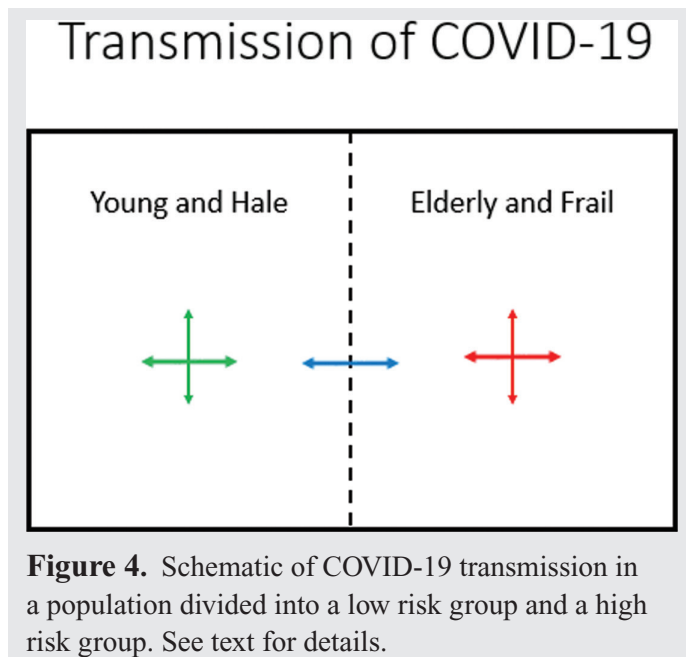 Transmission of COVID-19
Young and Hale
Elderly and Frail
Figure 4. Schematic of COVID-19 transmission in
a population divided into a low risk group and a high
risk group. See text for details.